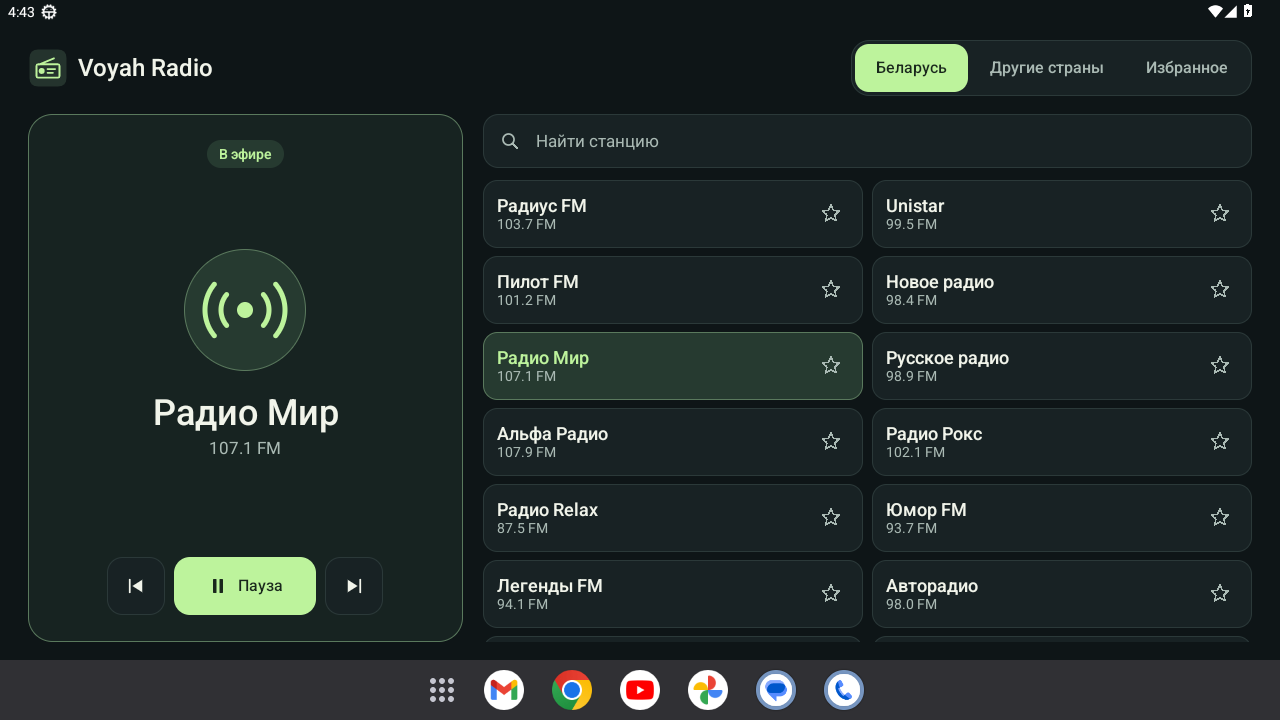 4:43
Voyah Radio
Беларусь
Другие страны
Избранное
В эфире
Радио Мир
107.1 FM
Пауза
Найти станцию
Радиус FM
103.7 FM
Unistar
99.5 FM
Пилот FM
101.2 FM
Новое радио
98.4 FM
Радио Мир
107.1 FM
Русское радио
98.9 FM
Альфа Радио
107.9 FM
Радио Рокс
102.1 FM
Радио Relax
87.5 FM
Юмор FM
93.7 FM
Легенды FM
94.1 FM
Авторадио
98.0 FM